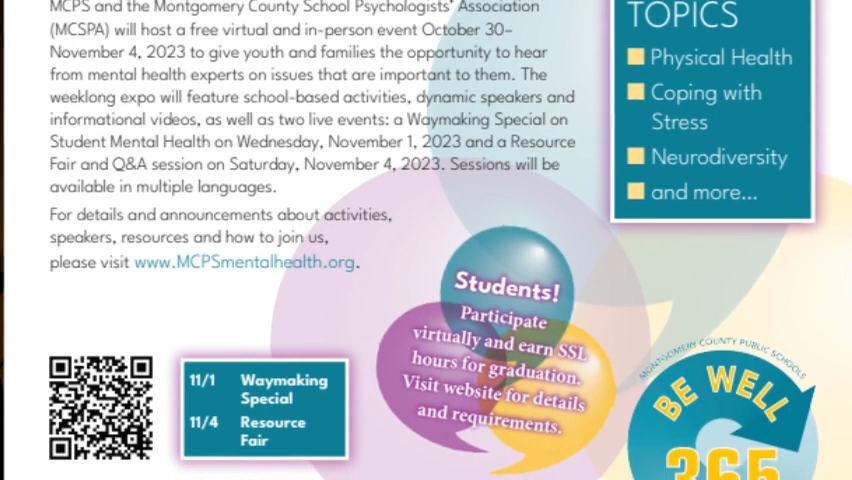 MCPS and the Montgomery County School Psychologists' Association
(MCSPA) will host a free virtual and in-person event October 30–
November 4, 2023 to give youth and families the opportunity to hear
from mental health experts on issues that are important to them. The
weeklong expo will feature school-based activities, dynamic speakers and
informational videos, as well as two live events: a Waymaking Special on
Student Mental Health on Wednesday, November 1, 2023 and a Resource
Fair and Q&A session on Saturday, November 4, 2023. Sessions will be
available in multiple languages.
For details and announcements about activities,
speakers, resources and how to join us,
please visit www.MCPSmentalhealth.org.
TOPICS
Physical Health
Coping with
Stress
Neurodiversity
and more...
Students!
Participate
virtually and earn SSL
hours for graduation.
Visit website for details
and requirements.
11/1 Waymaking
Special
11/4 Resource
Fair
MONTGOMERY COUNTY PUBLIC SCHOOLS
BE WELL
365